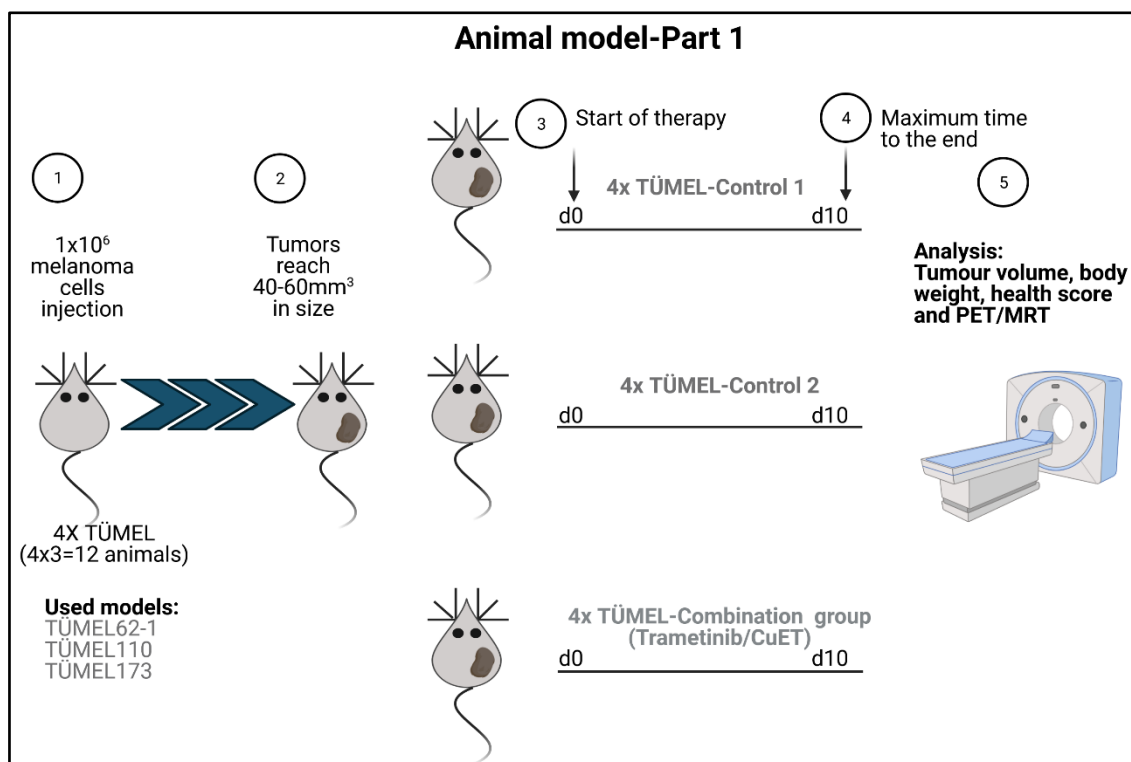 Animal model-Part 1
1
1x10⁶
melanoma
cells
injection
4X TÜMEL
(4x3=12 animals)
Used models:
TÜMEL62-1
TÜMEL110
TÜMEL173
2
Tumors
reach
40-60mm³
in size
3
Start of therapy
4
Maximum time
to the end
4x TÜMEL-Control 1
d0
d10
4x TÜMEL-Control 2
d0
d10
4x TÜMEL-Combination group
(Trametinib/CuET)
d0
d10
5
Analysis:
Tumour volume, body
weight, health score
and PET/MRT